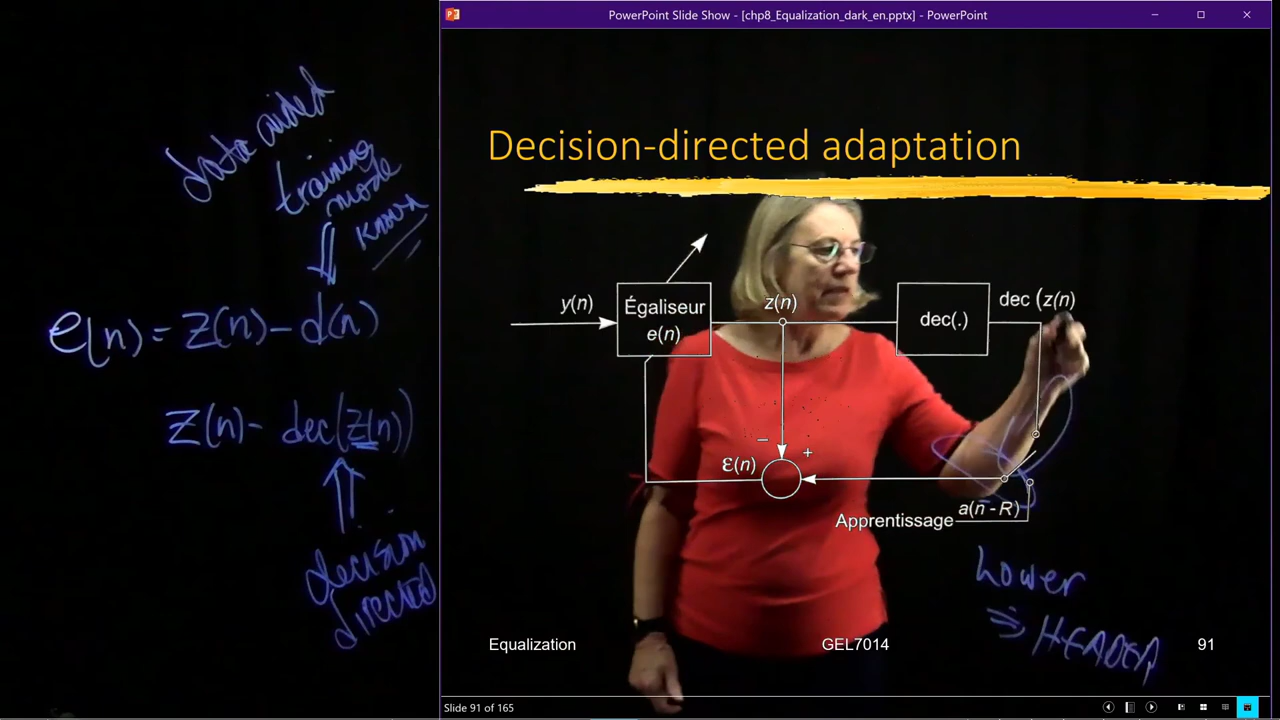 PowerPoint Slide Show - [chp8_Equalization_dark_en.pptx] - PowerPoint
Decision-directed adaptation
data aided
training
mode
known
e(n) = z(n) - d(n)
z(n) - dec(z(n))
decision
directed
y(n)
Égaliseur
e(n)
z(n)
dec(.)
dec (z(n)
−
+
ε(n)
a(n - R)
Apprentissage
Lower
⇒ HEADER
Equalization
GEL7014
91
Slide 91 of 165